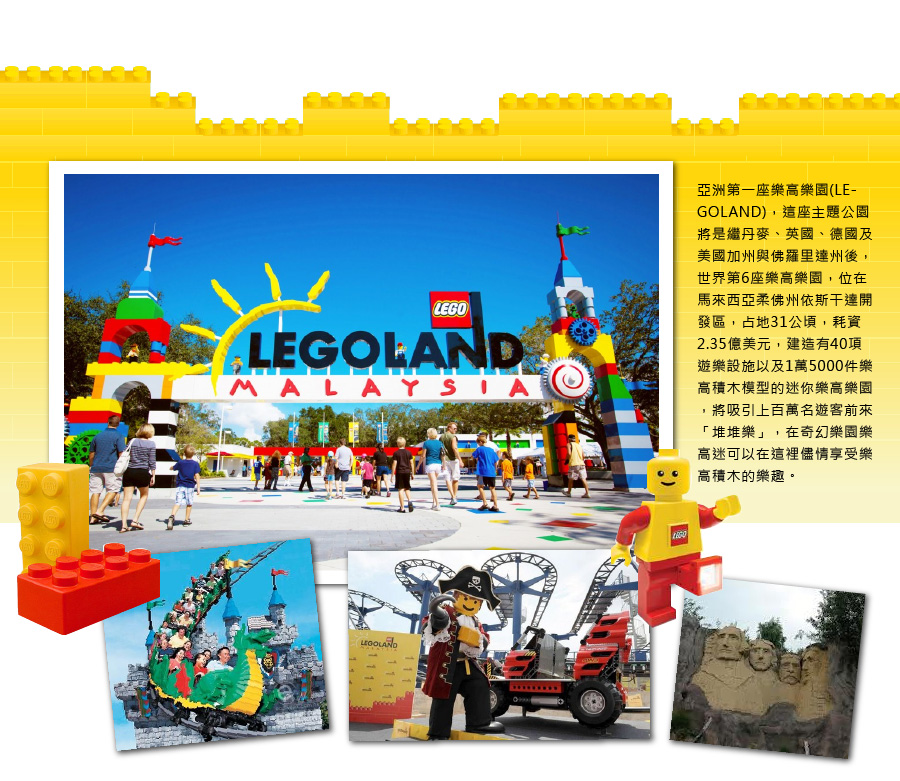 LEGO
LEGOLAND
MALAYSIA
亞洲第一座樂高樂園(LE-
GOLAND)，這座主題公園
將是繼丹麥、英國、德國及
美國加州與佛羅里達州後，
世界第6座樂高樂園，位在
馬來西亞柔佛州依斯干達開
發區，占地31公頃，耗資
2.35億美元，建造有40項
遊樂設施以及1萬5000件樂
高積木模型的迷你樂高樂園
，將吸引上百萬名遊客前來
「堆堆樂」，在奇幻樂園樂
高迷可以在這裡儘情享受樂
高積木的樂趣。
LEGO
LEGOLAND